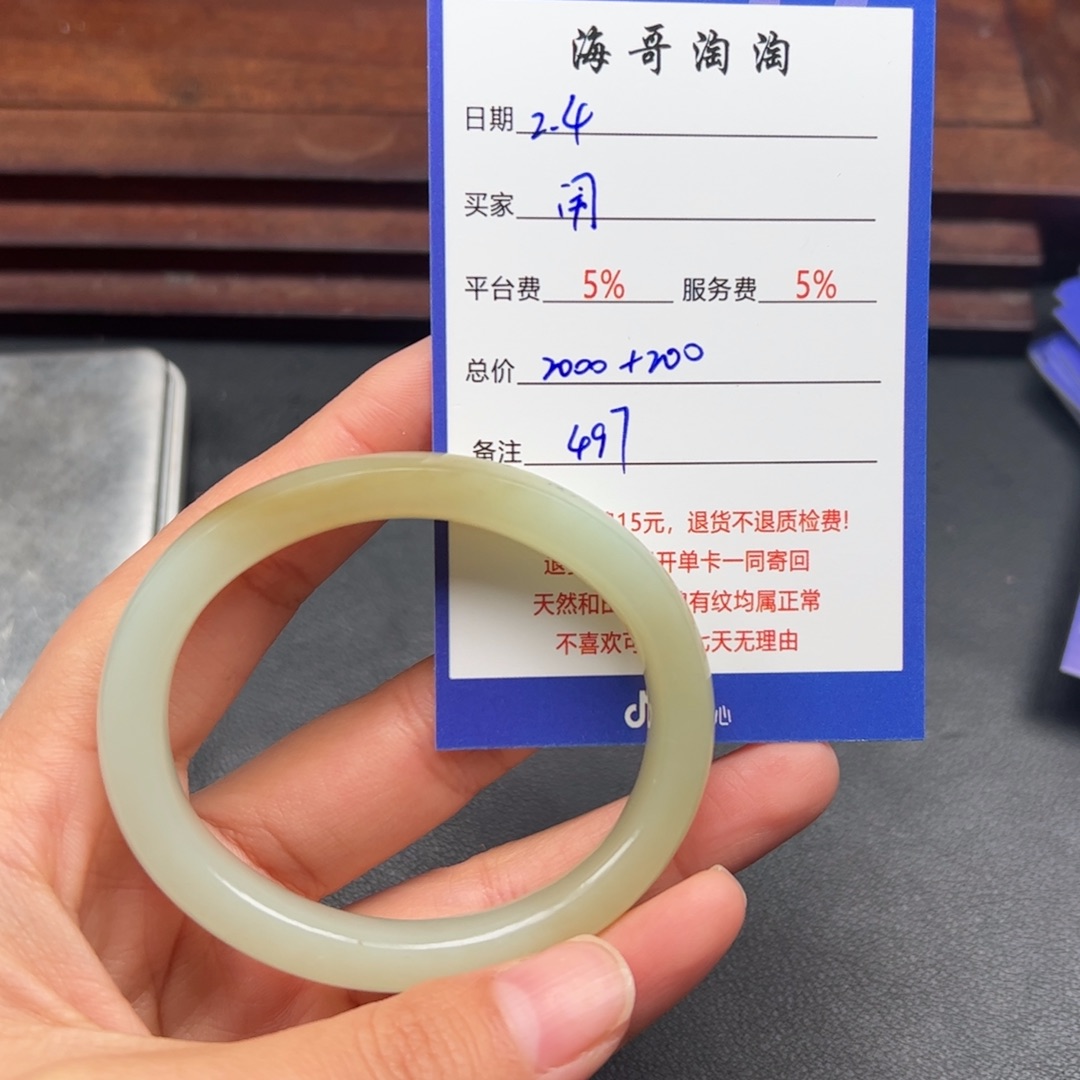 海哥淘淘
日期 2.4
买家
平台费 5% 服务费 5%
总价 2000+200
备注 497
15元，退货不退质检费!
开单卡一同寄回
天然和田 有纹均属正常
不喜欢可 七天无理由
心